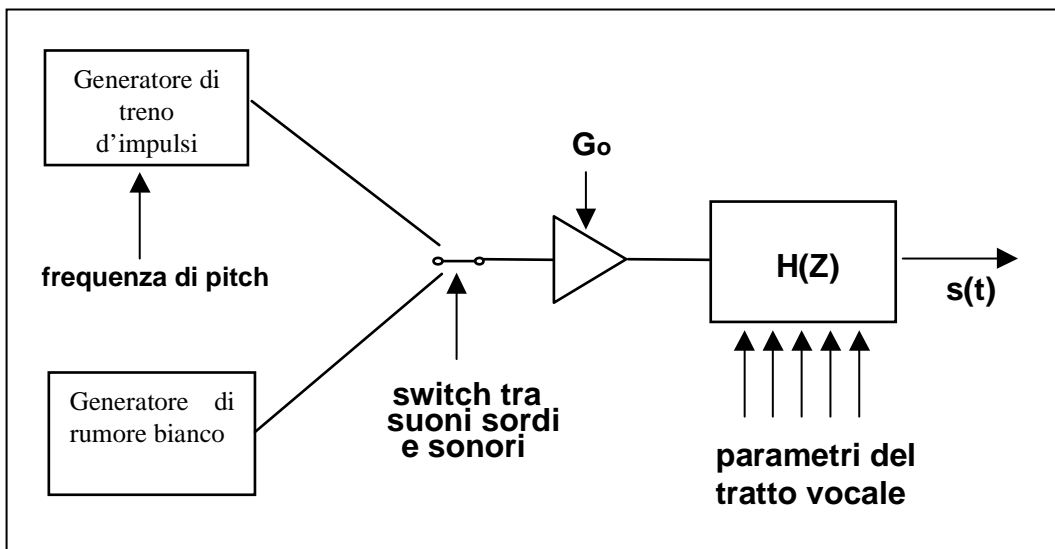 Generatore di
treno
d'impulsi
frequenza di pitch
Generatore di
rumore bianco
switch tra
suoni sordi
e sonori
Go
H(Z)
s(t)
parametri del
tratto vocale